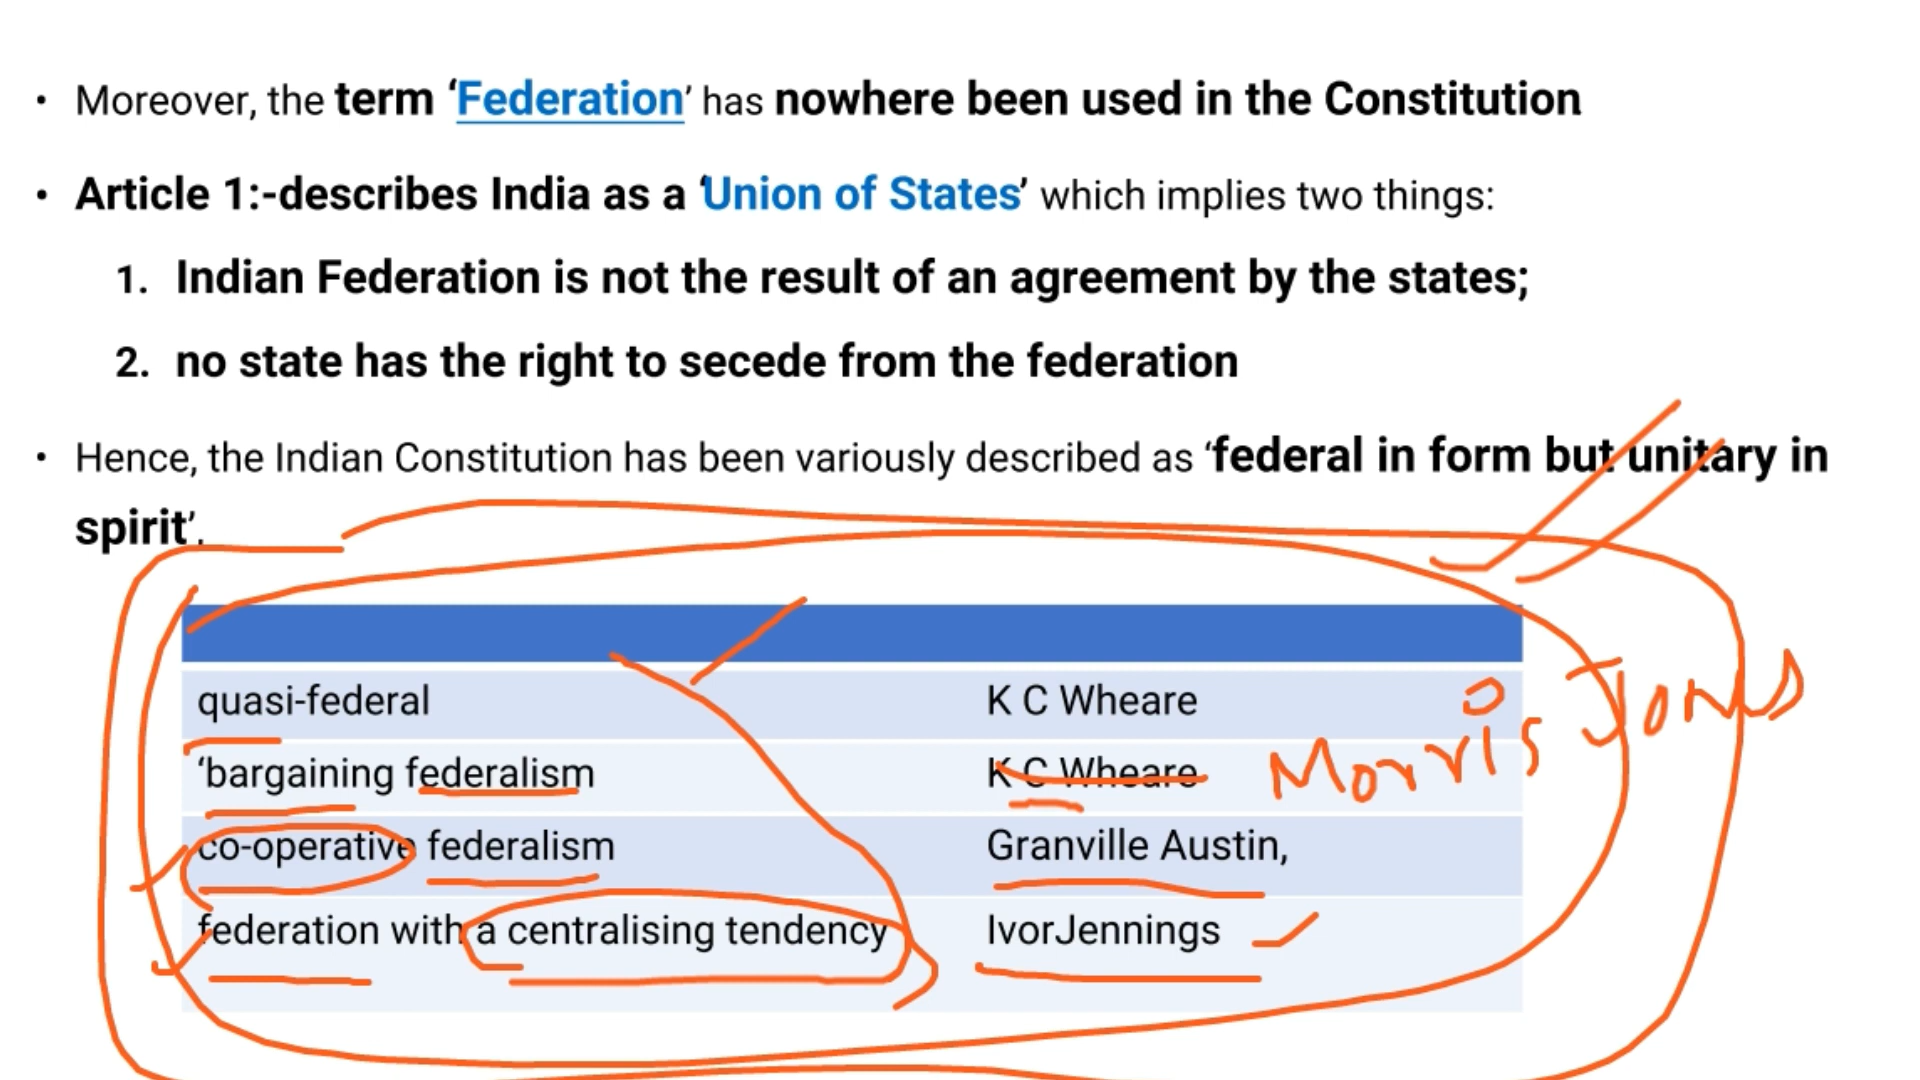 • Moreover, the term ‘Federation’ has nowhere been used in the Constitution
• Article 1:-describes India as a ‘Union of States’ which implies two things:
1. Indian Federation is not the result of an agreement by the states;
2. no state has the right to secede from the federation
• Hence, the Indian Constitution has been variously described as ‘federal in form but unitary in
spirit’.
quasi-federal K C Wheare
‘bargaining federalism K C Wheare Morris Jones
co-operative federalism Granville Austin,
federation with a centralising tendency IvorJennings